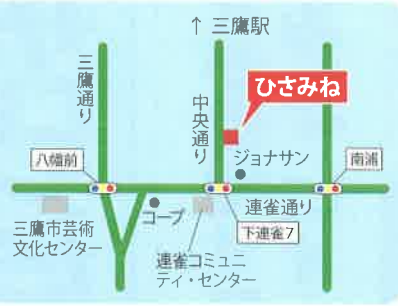 ↑ 三鷹駅
三鷹通り
中央通り
ひさみね
八幡前
ジョナサン
南浦
コープ
連雀通り
三鷹市芸術
文化センター
下連雀7
連雀コミュニ
ティ・センター